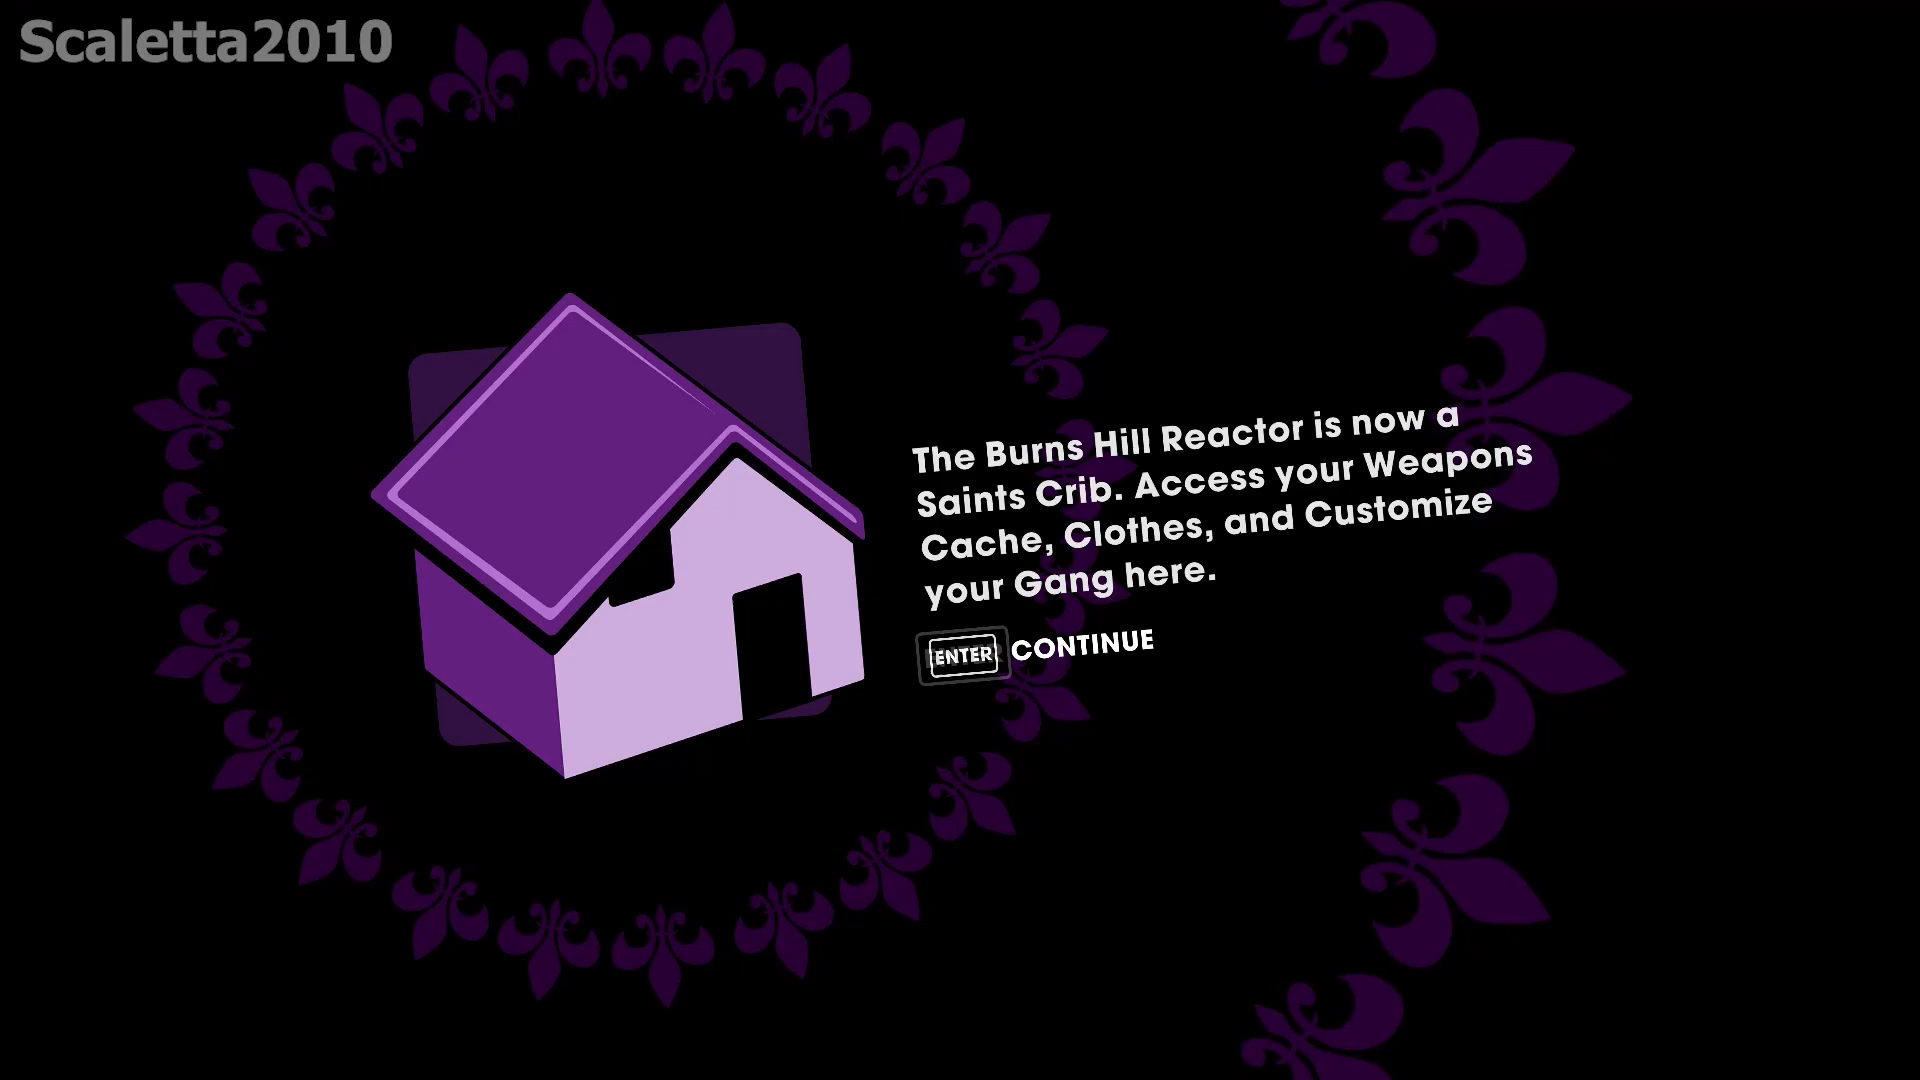 Scaletta2010
The Burns Hill Reactor is now a
Saints Crib. Access your Weapons
Cache, Clothes, and Customize
your Gang here.
ENTER CONTINUE